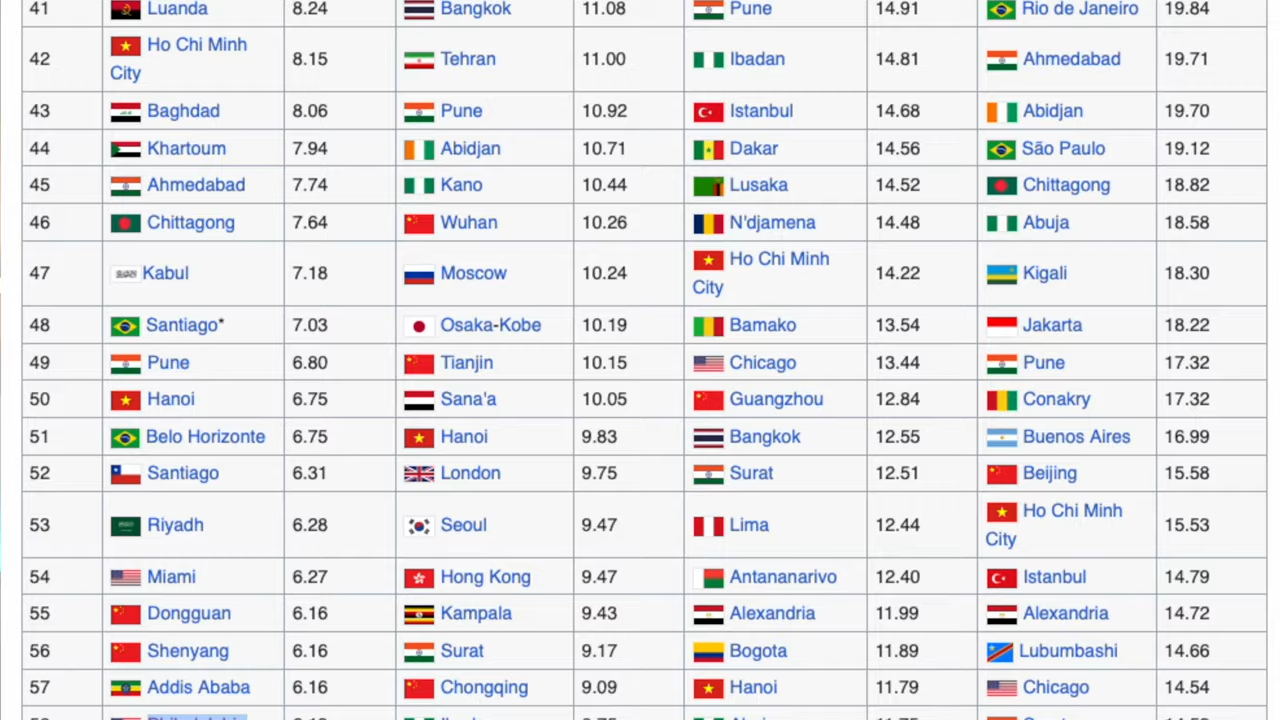 41 Luanda 8.24 Bangkok 11.08 Pune 14.91 Rio de Janeiro 19.84
42 Ho Chi Minh City 8.15 Tehran 11.00 Ibadan 14.81 Ahmedabad 19.71
43 Baghdad 8.06 Pune 10.92 Istanbul 14.68 Abidjan 19.70
44 Khartoum 7.94 Abidjan 10.71 Dakar 14.56 São Paulo 19.12
45 Ahmedabad 7.74 Kano 10.44 Lusaka 14.52 Chittagong 18.82
46 Chittagong 7.64 Wuhan 10.26 N'djamena 14.48 Abuja 18.58
47 Kabul 7.18 Moscow 10.24 Ho Chi Minh City 14.22 Kigali 18.30
48 Santiago* 7.03 Osaka-Kobe 10.19 Bamako 13.54 Jakarta 18.22
49 Pune 6.80 Tianjin 10.15 Chicago 13.44 Pune 17.32
50 Hanoi 6.75 Sana'a 10.05 Guangzhou 12.84 Conakry 17.32
51 Belo Horizonte 6.75 Hanoi 9.83 Bangkok 12.55 Buenos Aires 16.99
52 Santiago 6.31 London 9.75 Surat 12.51 Beijing 15.58
53 Riyadh 6.28 Seoul 9.47 Lima 12.44 Ho Chi Minh City 15.53
54 Miami 6.27 Hong Kong 9.47 Antananarivo 12.40 Istanbul 14.79
55 Dongguan 6.16 Kampala 9.43 Alexandria 11.99 Alexandria 14.72
56 Shenyang 6.16 Surat 9.17 Bogota 11.89 Lubumbashi 14.66
57 Addis Ababa 6.16 Chongqing 9.09 Hanoi 11.79 Chicago 14.54